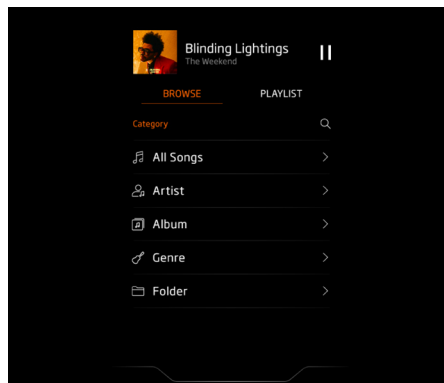 Blinding Lightings
The Weekend
BROWSE
PLAYLIST
Category
All Songs
Artist
Album
Genre
Folder